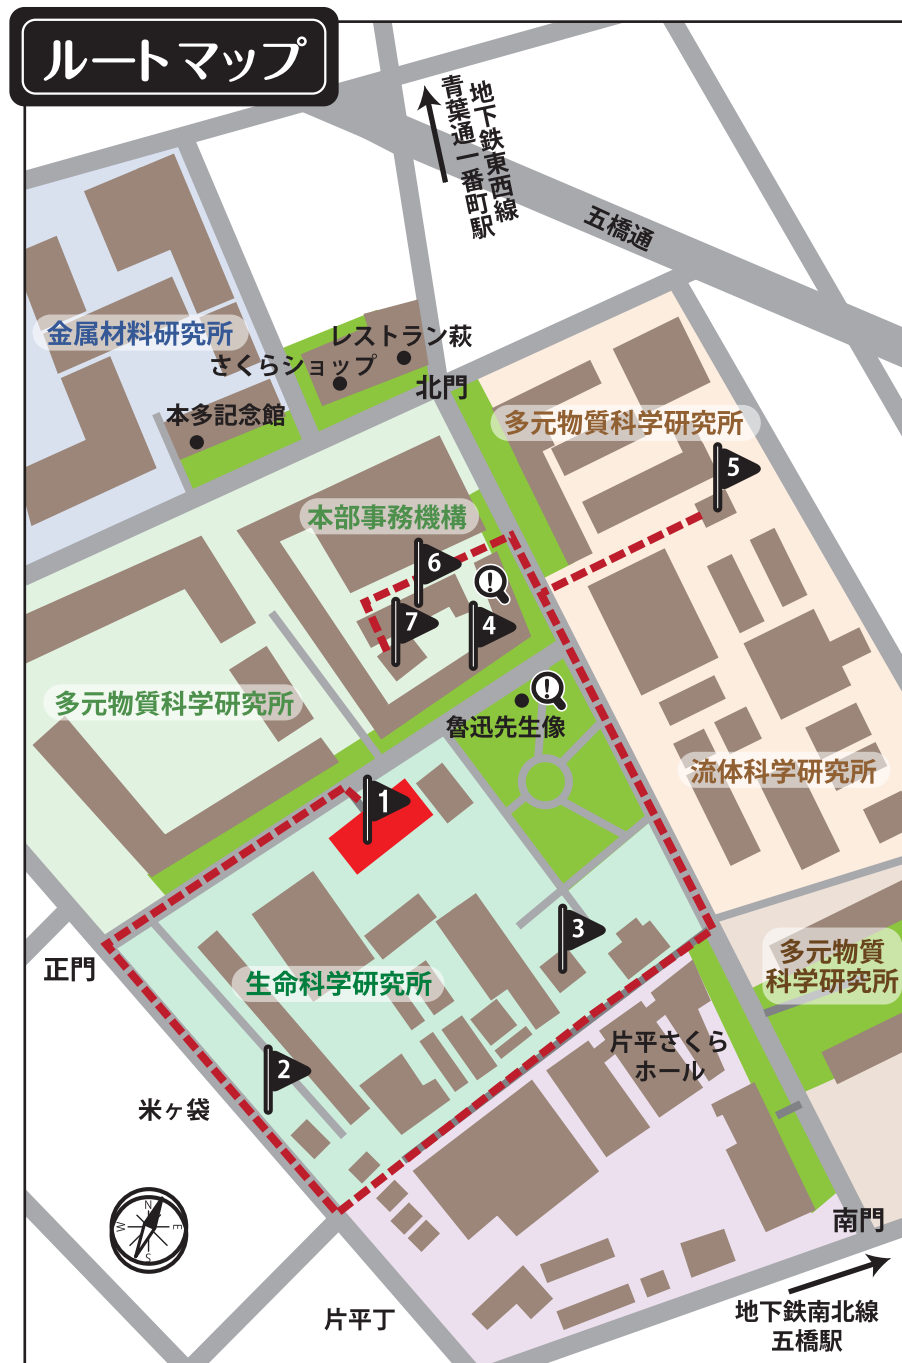 ルートマップ
地下鉄東西線
青葉通一番町駅
五橋通
金属材料研究所
レストラン萩
さくらショップ
北門
本多記念館
多元物質科学研究所
5
本部事務機構
6
7
4
多元物質科学研究所
魯迅先生像
流体科学研究所
1
3
正門
生命科学研究所
多元物質
科学研究所
片平さくら
ホール
2
米ヶ袋
N
E
S
W
南門
片平丁
地下鉄南北線
五橋駅